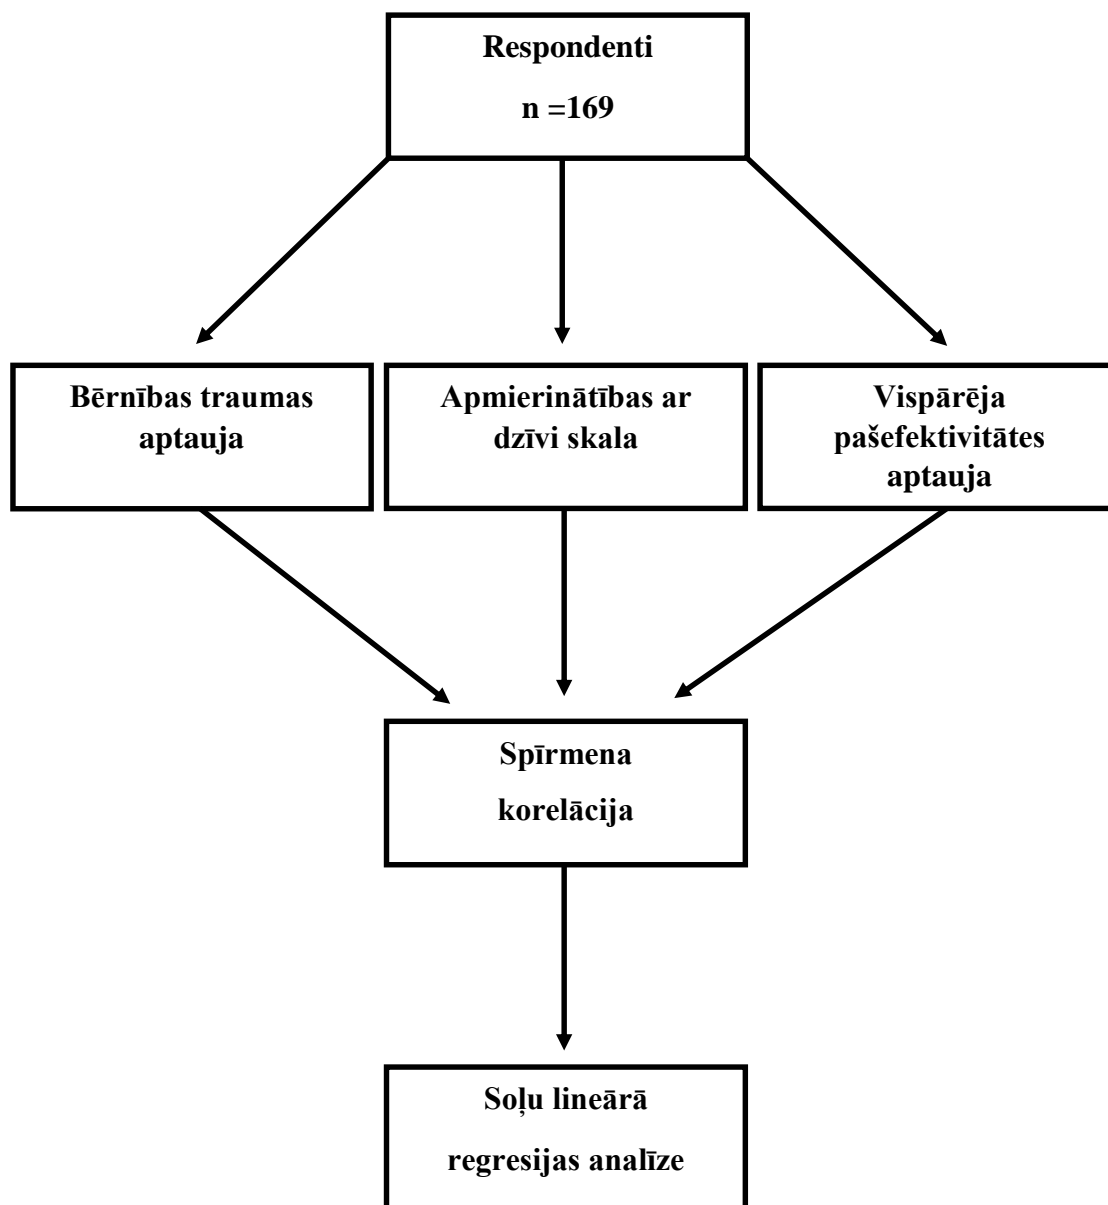 Respondenti
n =169
Bērnības traumas
aptauja
Apmierinātības ar
dzīvi skala
Vispārēja
pašefektivitātes
aptauja
Spīrmena
korelācija
Soļu lineārā
regresijas analīze